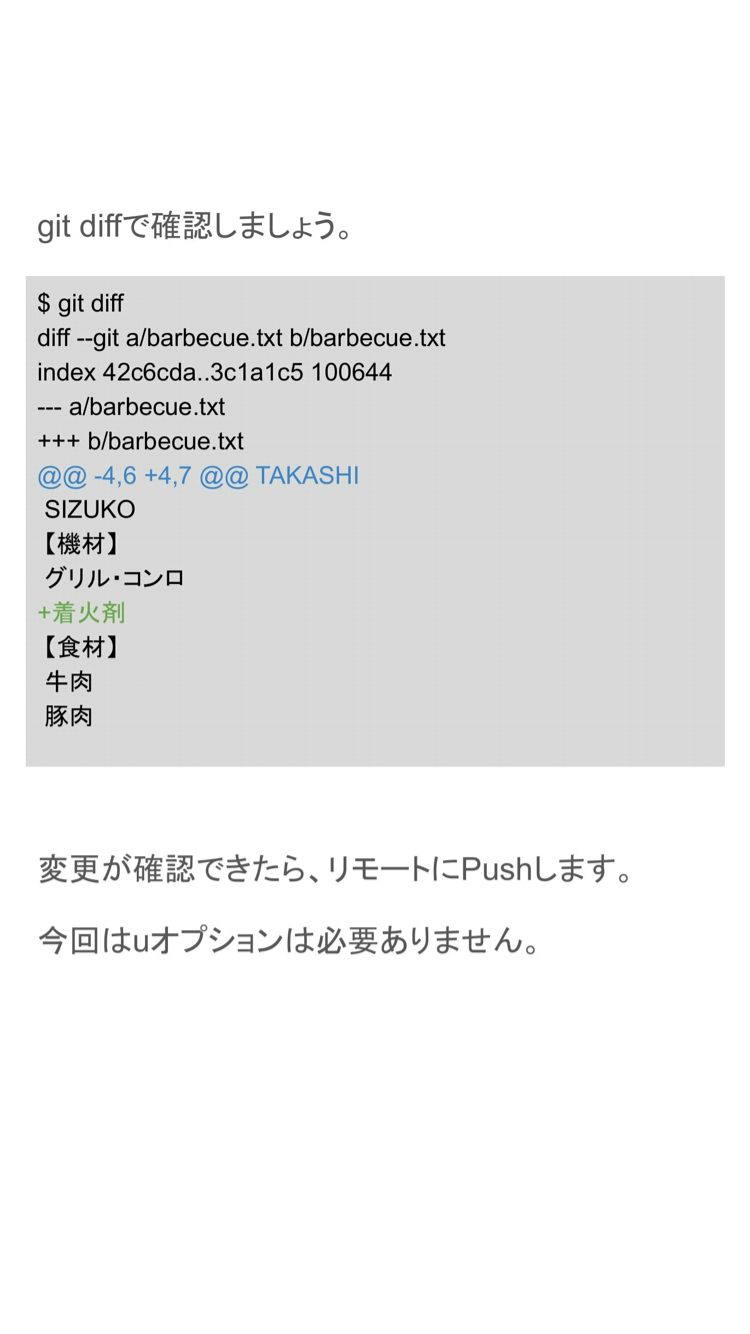 git diffで確認しましょう。
$ git diff
diff --git a/barbecue.txt b/barbecue.txt
index 42c6cda..3c1a1c5 100644
--- a/barbecue.txt
+++ b/barbecue.txt
@@ -4,6 +4,7 @@ TAKASHI
 SIZUKO
【機材】
 グリル・コンロ
+着火剤
【食材】
 牛肉
 豚肉
変更が確認できたら、リモートにPushします。
今回はuオプションは必要ありません。